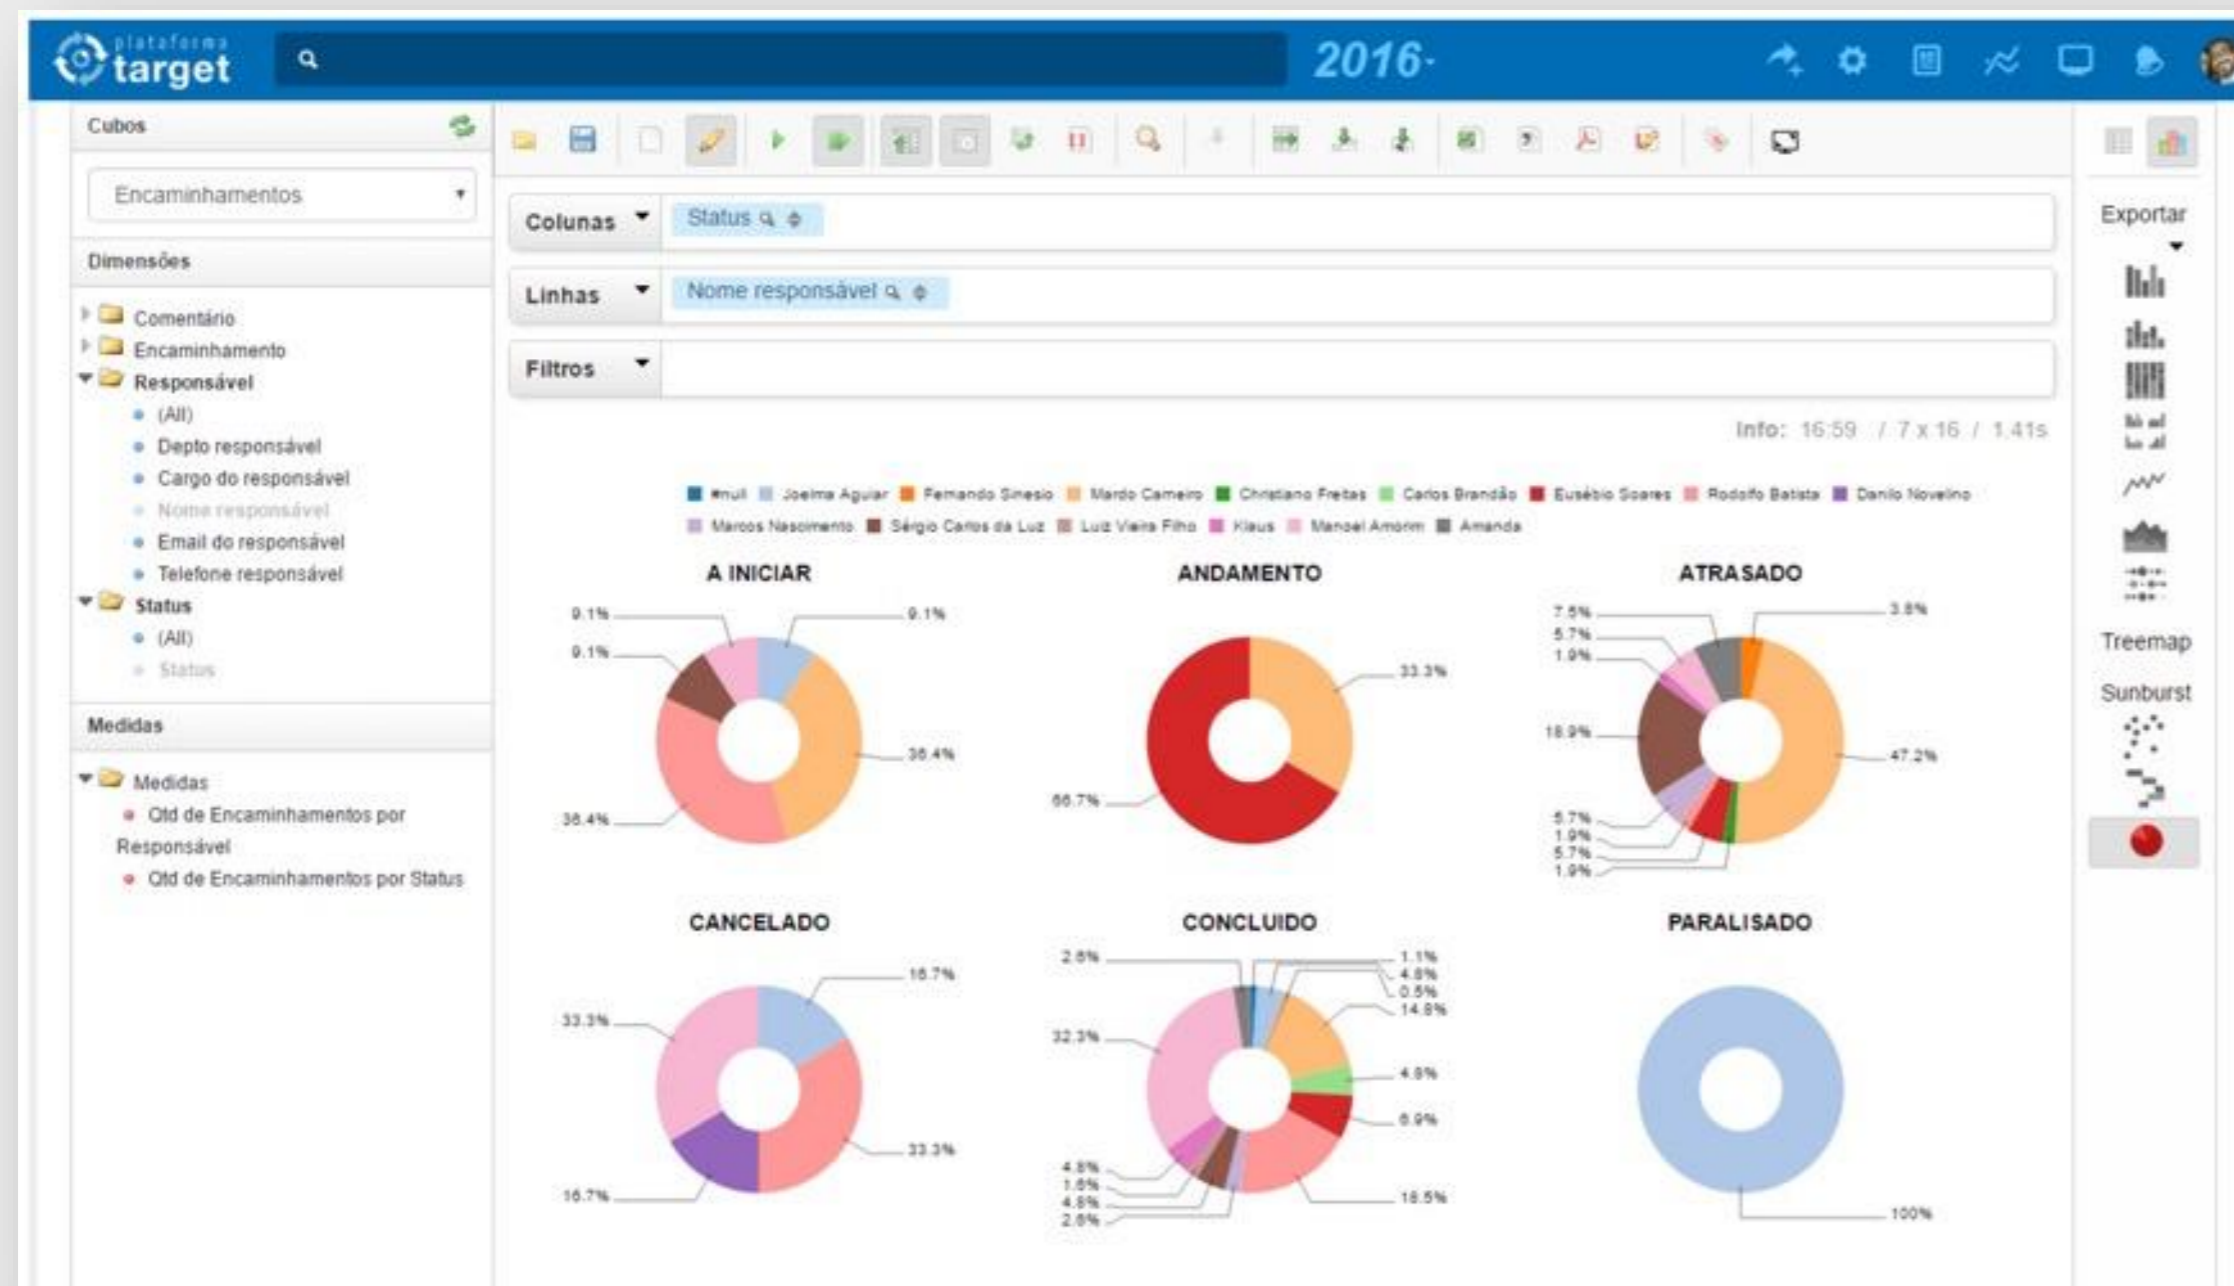 plataforma
target
2016
Cubos
Encaminhamentos
Dimensões
Comentário
Encaminhamento
Responsável
(All)
Depto responsável
Cargo do responsável
Nome responsável
Email do responsável
Telefone responsável
Status
(All)
Status
Medidas
Medidas
Qtd de Encaminhamentos por
Responsável
Qtd de Encaminhamentos por Status
Colunas Status
Linhas Nome responsável
Filtros
Info: 16:59 / 7 x 16 / 1.41s
#null Joelma Aguiar Fernando Sinesio Mardo Carneiro Christiano Freitas Carlos Brandão Eusébio Soares Rodolfo Batista Danilo Novelino
Marcos Nascimento Sérgio Carlos da Luz Luiz Vieira Filho Klaus Manoel Amorim Amanda
A INICIAR
9.1% 9.1%
9.1%
36.4%
36.4%
ANDAMENTO
33.3%
66.7%
ATRASADO
7.5% 3.8%
5.7%
1.9%
18.9%
47.2%
5.7%
1.9%
5.7%
1.9%
CANCELADO
16.7%
33.3%
33.3%
16.7%
CONCLUIDO
2.6% 1.1%
4.8%
0.5%
14.8%
32.3%
4.8%
6.9%
4.8%
1.6%
4.8%
2.6%
18.5%
PARALISADO
100%
Exportar
Treemap
Sunburst